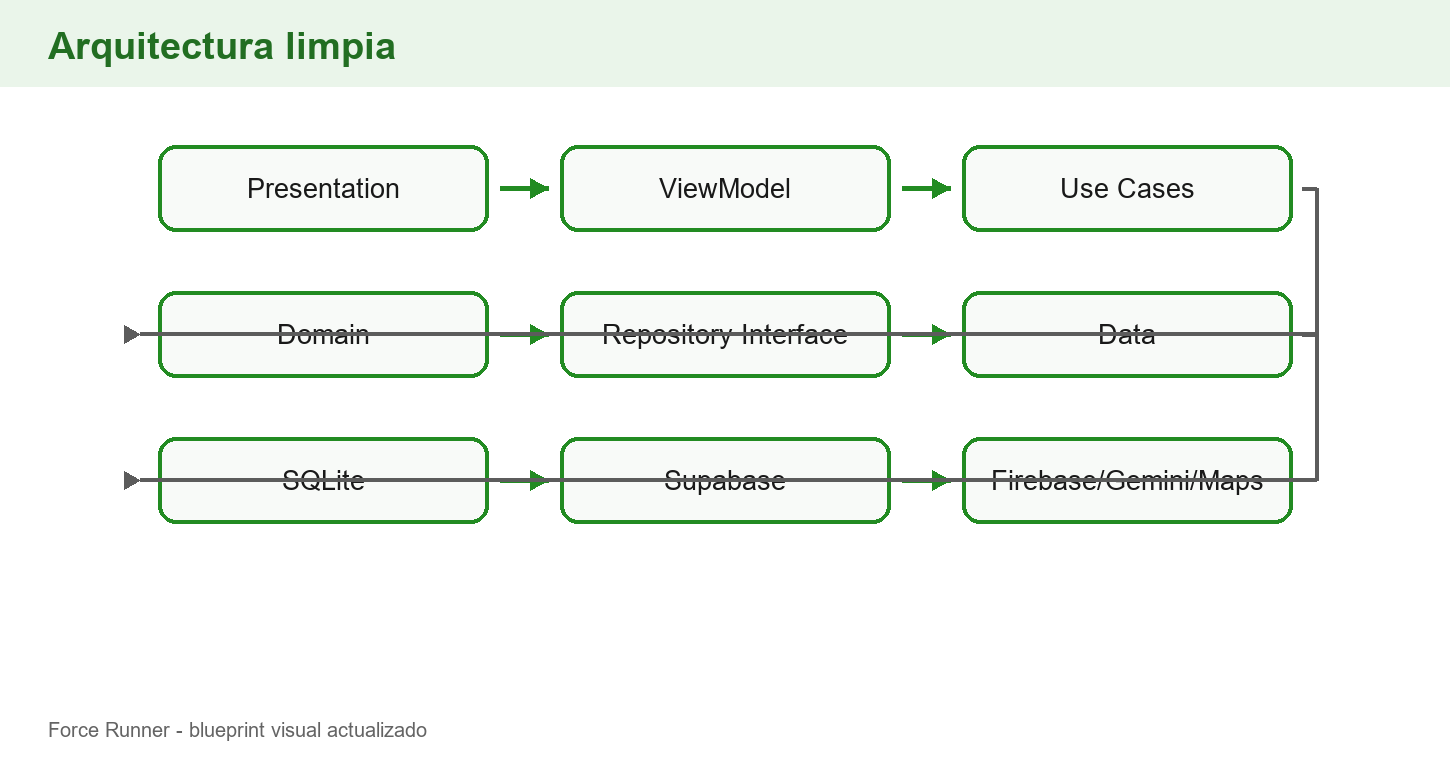 Arquitectura limpia
Presentation
ViewModel
Use Cases
Domain
Repository Interface
Data
SQLite
Supabase
Firebase/Gemini/Maps
Force Runner - blueprint visual actualizado